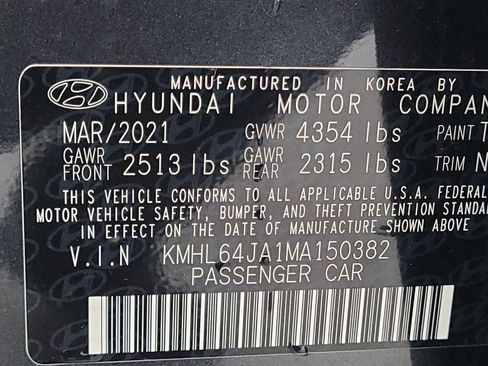 MANUFACTURED IN KOREA BY
HYUNDAI MOTOR COMPAN
MAR/2021 GVWR 4354 lbs PAINT T
GAWR FRONT 2513 lbs GAWR REAR 2315 lbs TRIM N
THIS VEHICLE CONFORMS TO ALL APPLICABLE U.S.A. FEDERAL
MOTOR VEHICLE SAFETY, BUMPER, AND THEFT PREVENTION STANDA
IN EFFECT ON THE DATE OF MANUFACTURE SHOWN ABOVE.
V.I.N KMHL64JA1MA150382
PASSENGER CAR